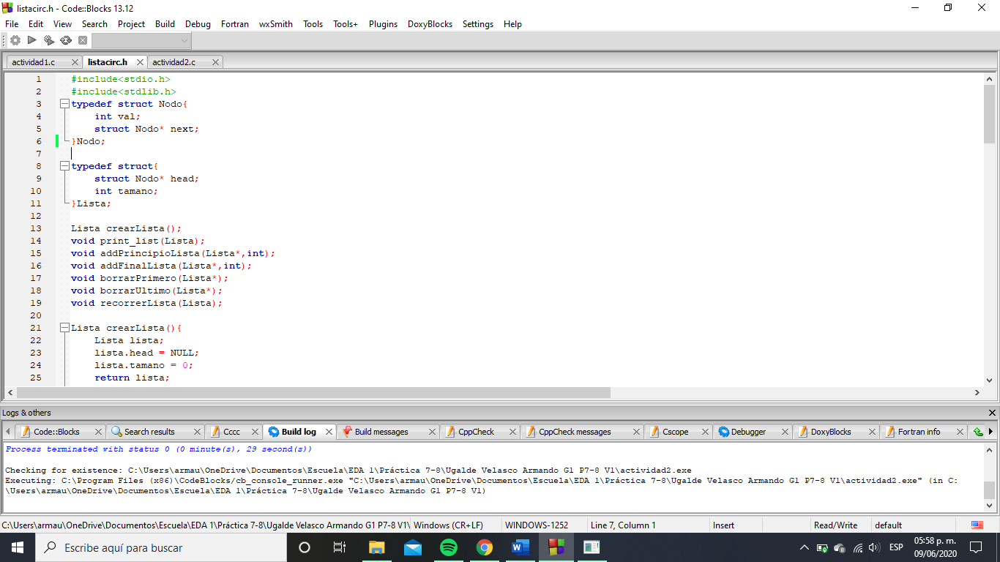 listacirc.h - Code::Blocks 13.12
File Edit View Search Project Build Debug Fortran wxSmith Tools Tools+ Plugins DoxyBlocks Settings Help
actividad1.c listacirc.h actividad2.c
1 #include<stdio.h>
2 #include<stdlib.h>
3 typedef struct Nodo{
4 int val;
5 struct Nodo* next;
6 }Nodo;
7
8 typedef struct{
9 struct Nodo* head;
10 int tamano;
11 }Lista;
12
13 Lista crearLista();
14 void print_list(Lista);
15 void addPrincipioLista(Lista*,int);
16 void addFinalLista(Lista*,int);
17 void borrarPrimero(Lista*);
18 void borrarUltimo(Lista*);
19 void recorrerLista(Lista);
20
21 Lista crearLista(){
22 Lista lista;
23 lista.head = NULL;
24 lista.tamano = 0;
25 return lista;
Logs & others
Code::Blocks Search results Cccc Build log Build messages CppCheck CppCheck messages Cscope Debugger DoxyBlocks Fortran info
Process terminated with status 0 (0 minute(s), 29 second(s))
Checking for existence: C:\Users\armau\OneDrive\Documentos\Escuela\EDA 1\Práctica 7-8\Ugalde Velasco Armando G1 P7-8 V1\actividad2.exe
Executing: C:\Program Files (x86)\CodeBlocks/cb_console_runner.exe "C:\Users\armau\OneDrive\Documentos\Escuela\EDA 1\Práctica 7-8\Ugalde Velasco Armando G1 P7-8 V1\actividad2.exe" (in C:
\Users\armau\OneDrive\Documentos\Escuela\EDA 1\Práctica 7-8\Ugalde Velasco Armando G1 P7-8 V1)
C:\Users\armau\OneDrive\Documentos\Escuela\EDA 1\Práctica 7-8\Ugalde Velasco Armando G1 P7-8 V1\ Windows (CR+LF) WINDOWS-1252 Line 7, Column 1 Insert Read/Write default
Escribe aquí para buscar
ESP
05:58 p. m.
09/06/2020